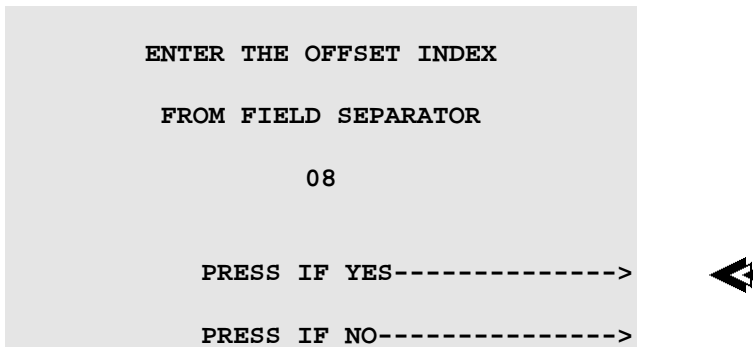 ENTER THE OFFSET INDEX
FROM FIELD SEPARATOR
08
PRESS IF YES-------------->
PRESS IF NO--------------->